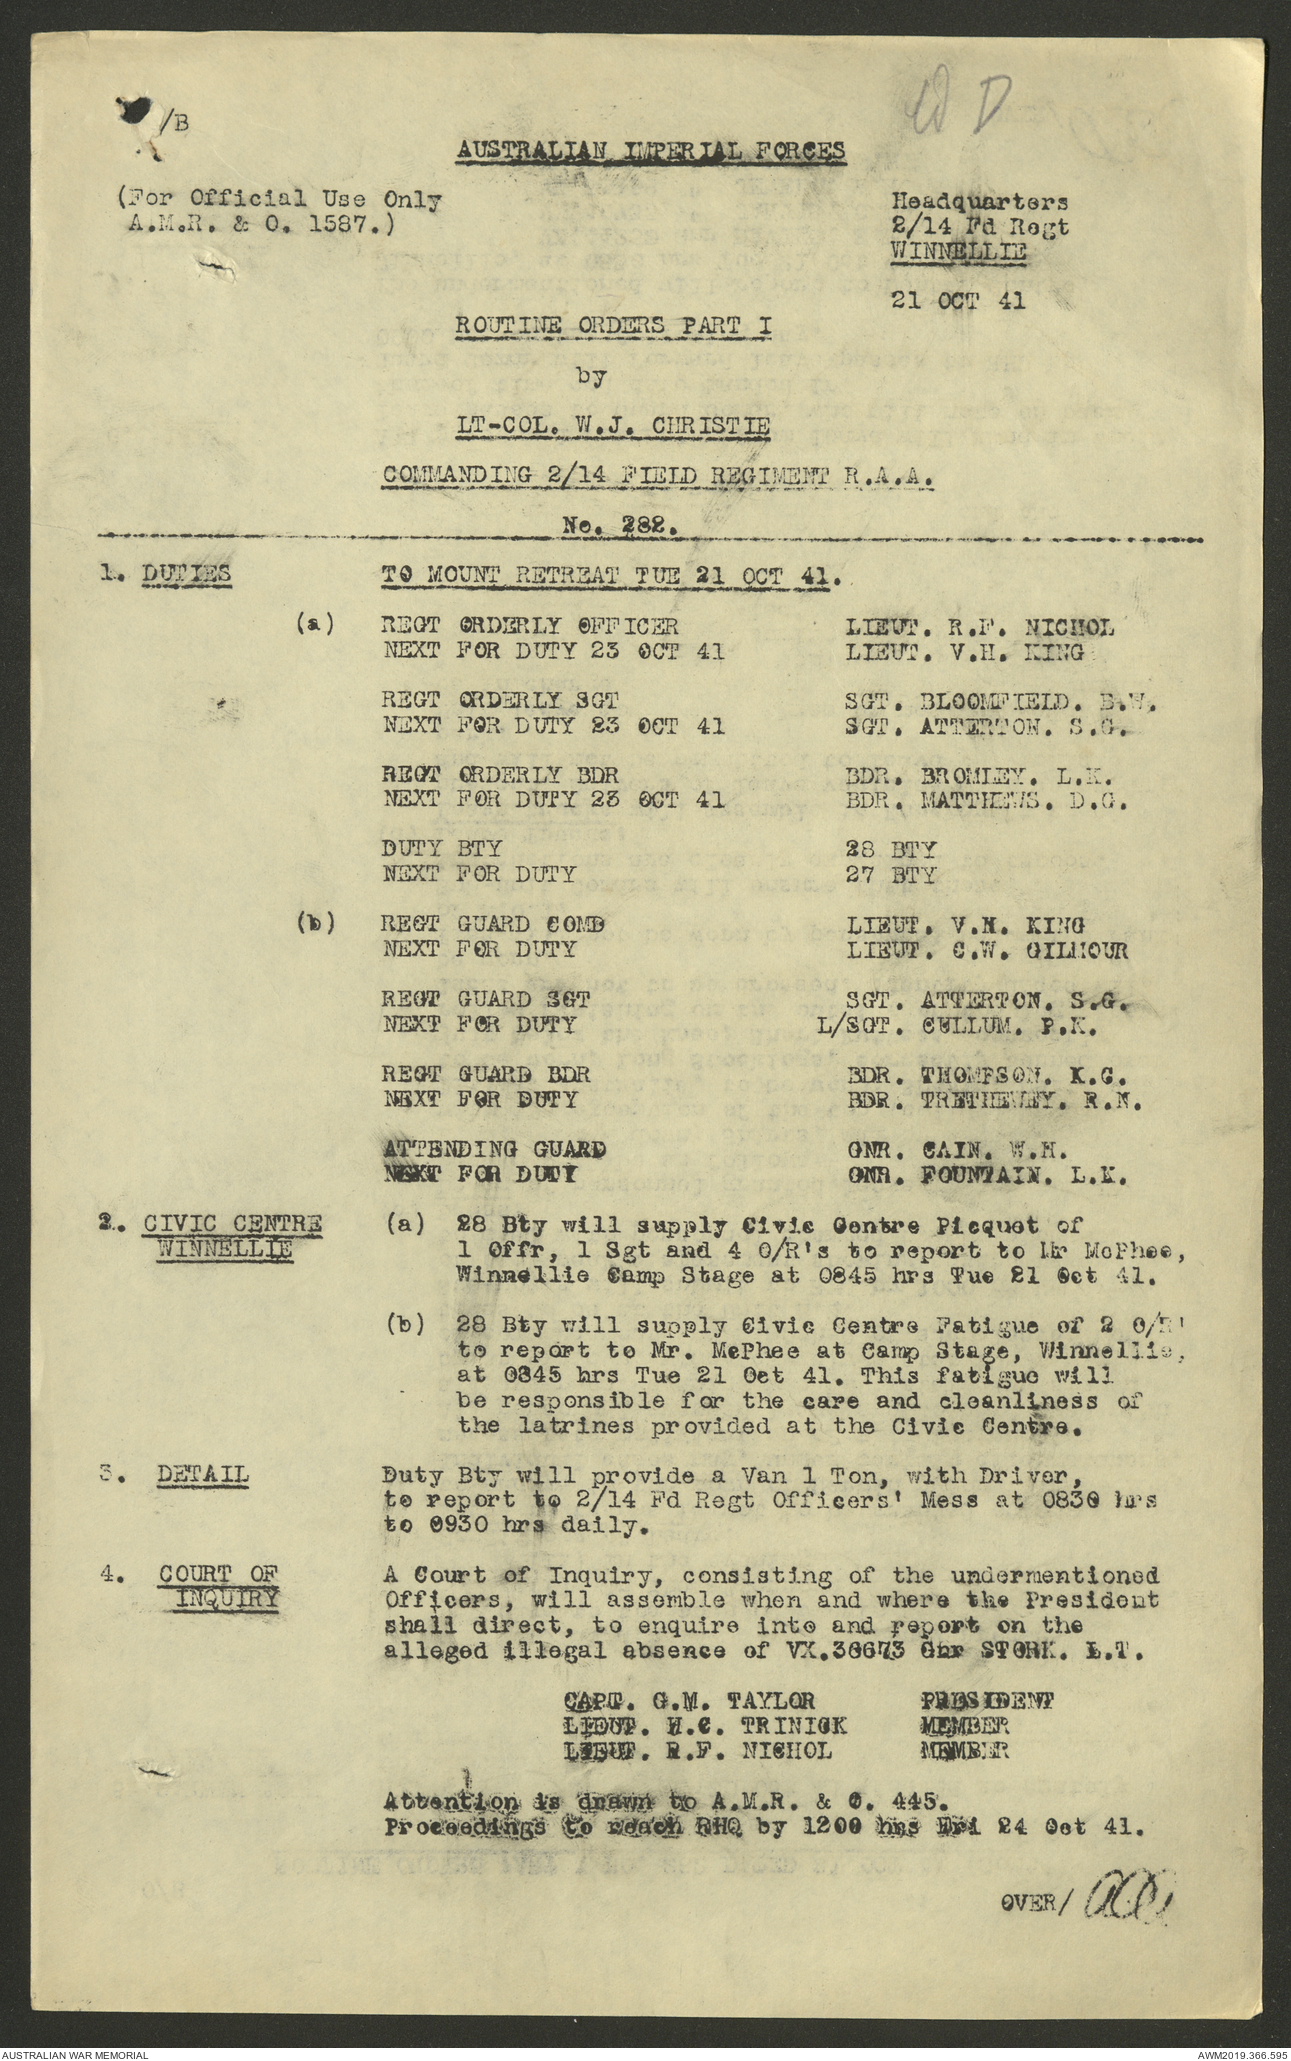 /B
WD
AUSTRALIAN IMPERIAL FORCES
(For Official Use Only
A.M.R. & O. 1587.)
Headquarters
2/14 Fd Regt
WINNELLIE
21 OCT 41
ROUTINE ORDERS PART I
by
LT-COL. W.J. CHRISTIE
COMMANDING 2/14 FIELD REGIMENT R.A.A.
No. 282.
1. DUTIES TO MOUNT RETREAT TUE 21 OCT 41.
(a) REGT ORDERLY OFFICER LIEUT. R.F. NICHOL
NEXT FOR DUTY 23 OCT 41 LIEUT. V.H. KING
REGT ORDERLY SGT SGT. BLOOMFIELD. B.W.
NEXT FOR DUTY 23 OCT 41 SGT. ATTERTON. S.G.
REGT ORDERLY BDR BDR. BROMLEY. L.K.
NEXT FOR DUTY 23 OCT 41 BDR. MATTHEWS. D.G.
DUTY BTY 28 BTY
NEXT FOR DUTY 27 BTY
(b) REGT GUARD COMD LIEUT. V.H. KING
NEXT FOR DUTY LIEUT. C.W. GILMOUR
REGT GUARD SGT SGT. ATTERTON. S.G.
NEXT FOR DUTY L/SGT. CULLUM. P.K.
REGT GUARD BDR BDR. THOMPSON. K.G.
NEXT FOR DUTY BDR. TRETHEWEY. R.N.
ATTENDING GUARD GNR. CAIN. W.H.
NEXT FOR DUTY GNR. FOUNTAIN. L.K.
2. CIVIC CENTRE (a) 28 Bty will supply Civic Centre Picquet of
WINNELLIE 1 Offr, 1 Sgt and 4 O/R's to report to Mr McPhee,
Winnellie Camp Stage at 0845 hrs Tue 21 Oct 41.
(b) 28 Bty will supply Civic Centre Fatigue of 2 O/R'
to report to Mr. McPhee at Camp Stage, Winnellie,
at 0845 hrs Tue 21 Oct 41. This fatigue will
be responsible for the care and cleanliness of
the latrines provided at the Civic Centre.
3. DETAIL Duty Bty will provide a Van 1 Ton, with Driver,
to report to 2/14 Fd Regt Officers' Mess at 0830 hrs
to 0930 hrs daily.
4. COURT OF A Court of Inquiry, consisting of the undermentioned
INQUIRY Officers, will assemble when and where the President
shall direct, to enquire into and report on the
alleged illegal absence of VX.36673 Gnr STORK. L.T.
CAPT. G.M. TAYLOR PRESIDENT
LIEUT. H.C. TRINICK MEMBER
LIEUT. R.F. NICHOL MEMBER
Attention is drawn to A.M.R. & O. 445.
Proceedings to reach RHQ by 1200 hrs Fri 24 Oct 41.
OVER/
AUSTRALIAN WAR MEMORIAL
AWM2019.366.595